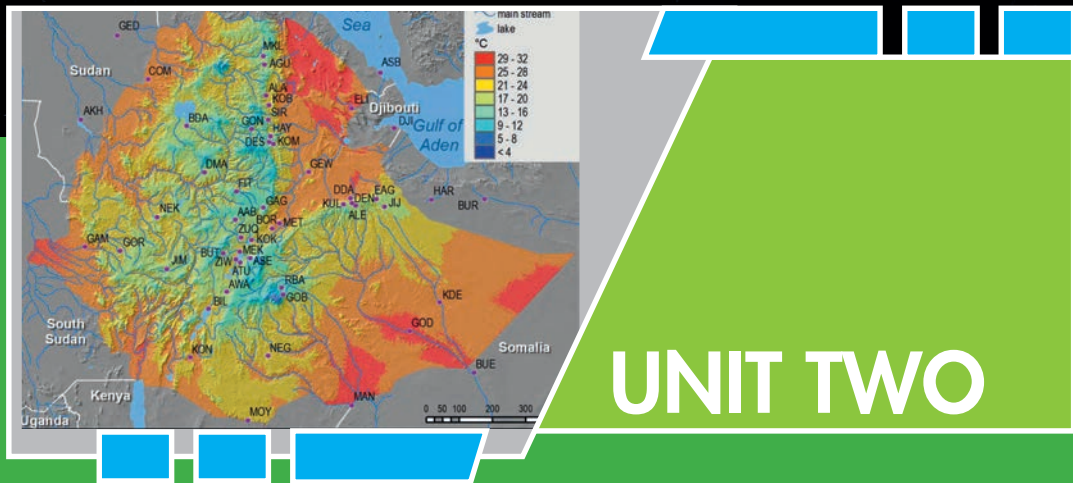 GED
Sea
main stream
lake
°C
29 - 32
25 - 28
21 - 24
17 - 20
13 - 16
9 - 12
5 - 8
< 4
MKL
AGU
Sudan
COM
ASB
ALA
KOB
ELI
AKH
SIR
Djibouti
BDA
GON
HAY
DJI
Gulf of
Aden
DES
KOM
DMA
GEW
FIT
DDA
DEN
EAG
HAR
BUR
NEK
GAG
KUL
ALE
JIJ
AAB
BOR
MET
ZUQ
KOK
GAM
GOR
BUT
MEK
JIM
ZIW
ASE
ATU
AWA
RBA
GOB
BIL
KDE
South
Sudan
GOD
KON
NEG
Somalia
BUE
Kenya
MAN
Uganda
MOY
0 50 100 200 300
UNIT TWO